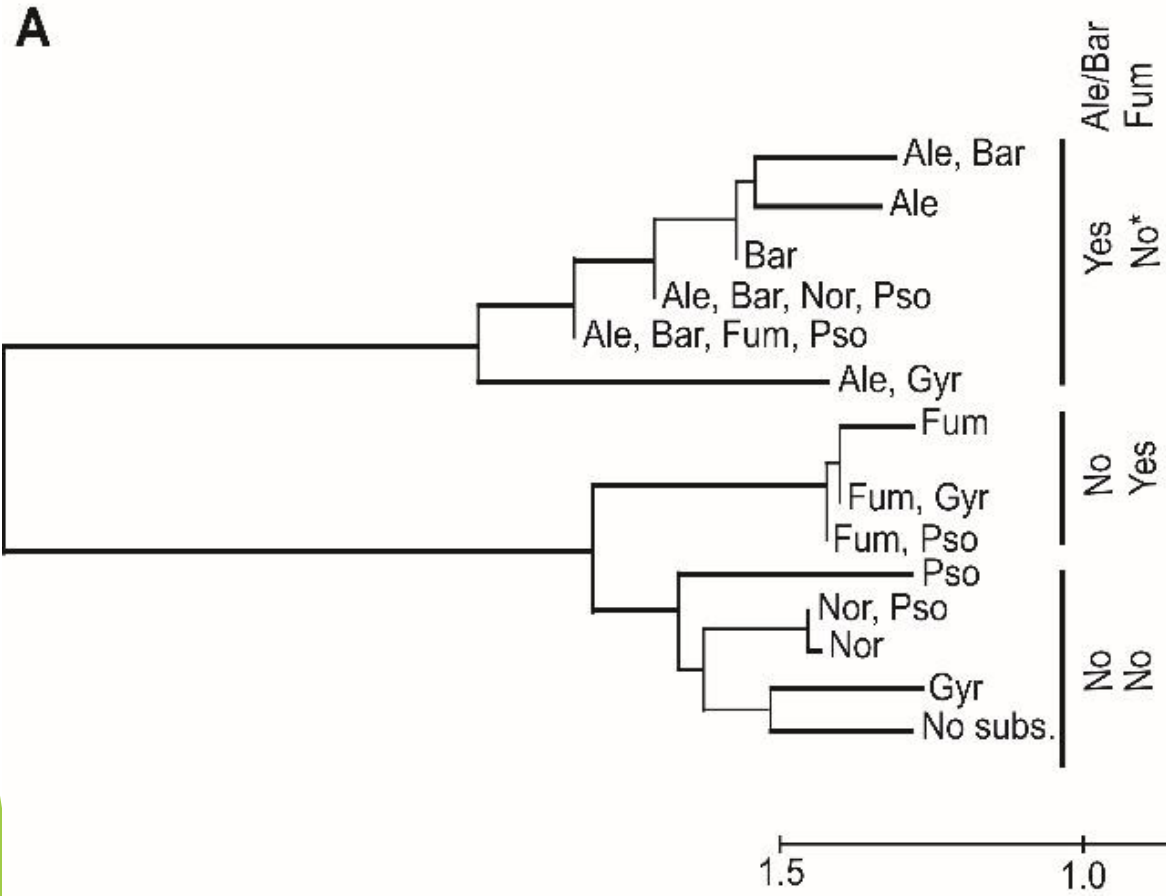 A
Ale/Bar
Fum
Ale, Bar
Ale
Bar
Ale, Bar, Nor, Pso
Ale, Bar, Fum, Pso
Ale, Gyr
Yes
No*
Fum
Fum, Gyr
Fum, Pso
No
Yes
Pso
Nor, Pso
Nor
Gyr
No subs.
No
No
1.5
1.0